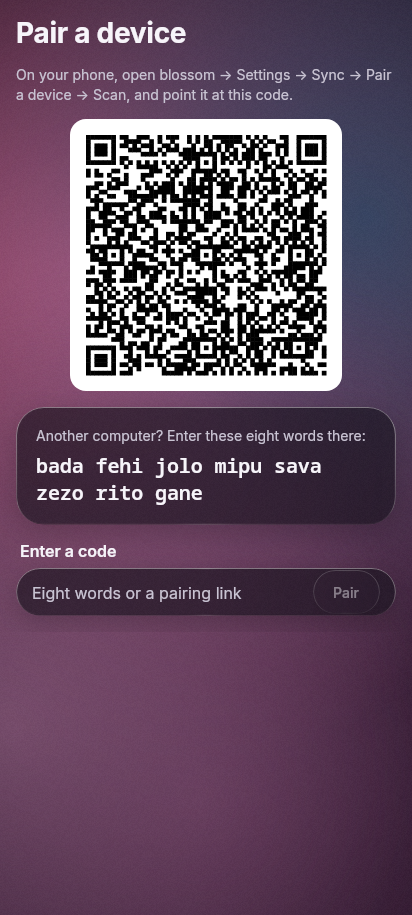 Pair a device
On your phone, open blossom → Settings → Sync → Pair
a device → Scan, and point it at this code.
Another computer? Enter these eight words there:
bada fehi jolo mipu sava
zezo rito gane
Enter a code
Eight words or a pairing link
Pair